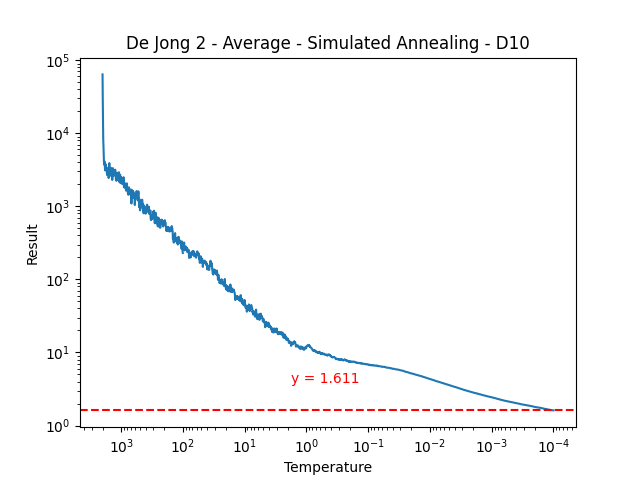 De Jong 2 - Average - Simulated Annealing - D10
10⁵
10⁴
10³
10²
10¹
10⁰
Result
y = 1.611
10³ 10² 10¹ 10⁰ 10⁻¹ 10⁻² 10⁻³ 10⁻⁴
Temperature